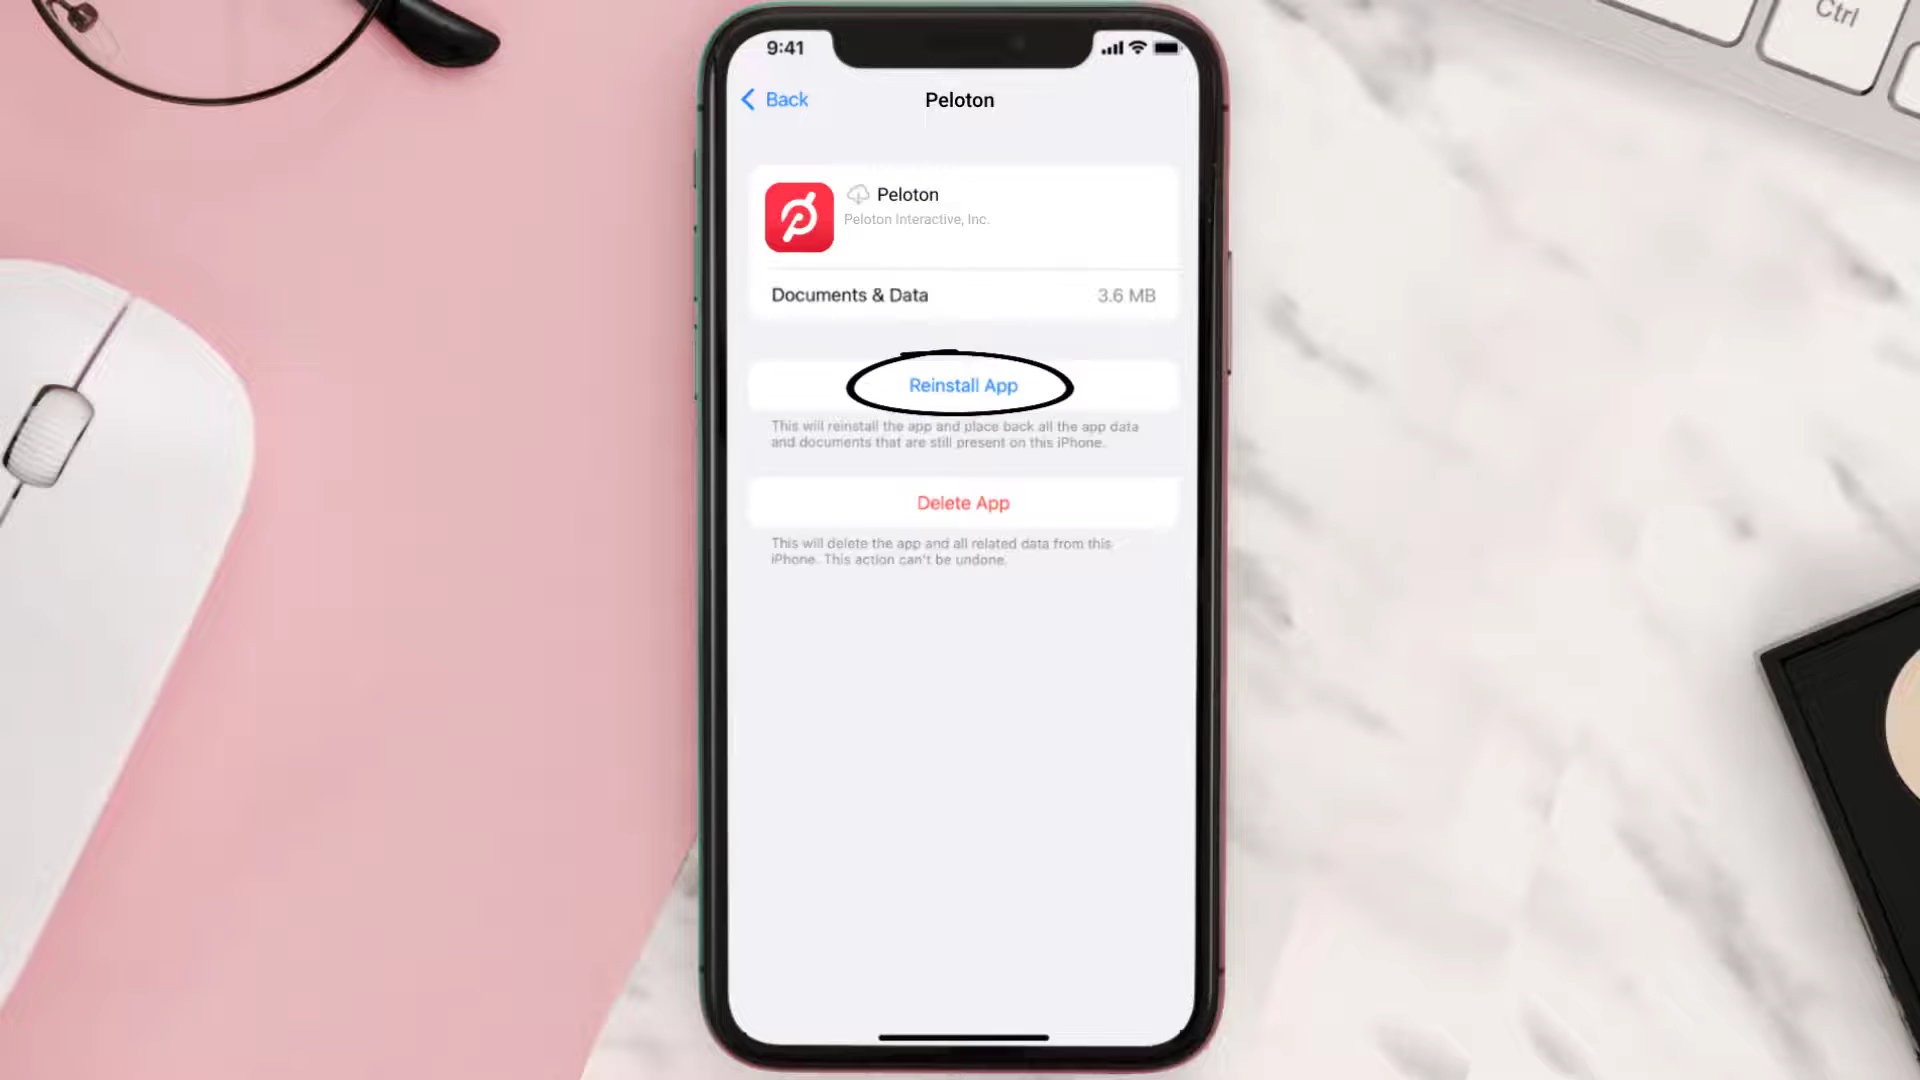 9:41
Ctrl
Back
Peloton
Peloton
Peloton Interactive, Inc.
Documents & Data
3.6 MB
Reinstall App
This will reinstall the app and place back all the app data
and documents that are still present on this iPhone.
Delete App
This will delete the app and all related data from this
iPhone. This action can't be undone.